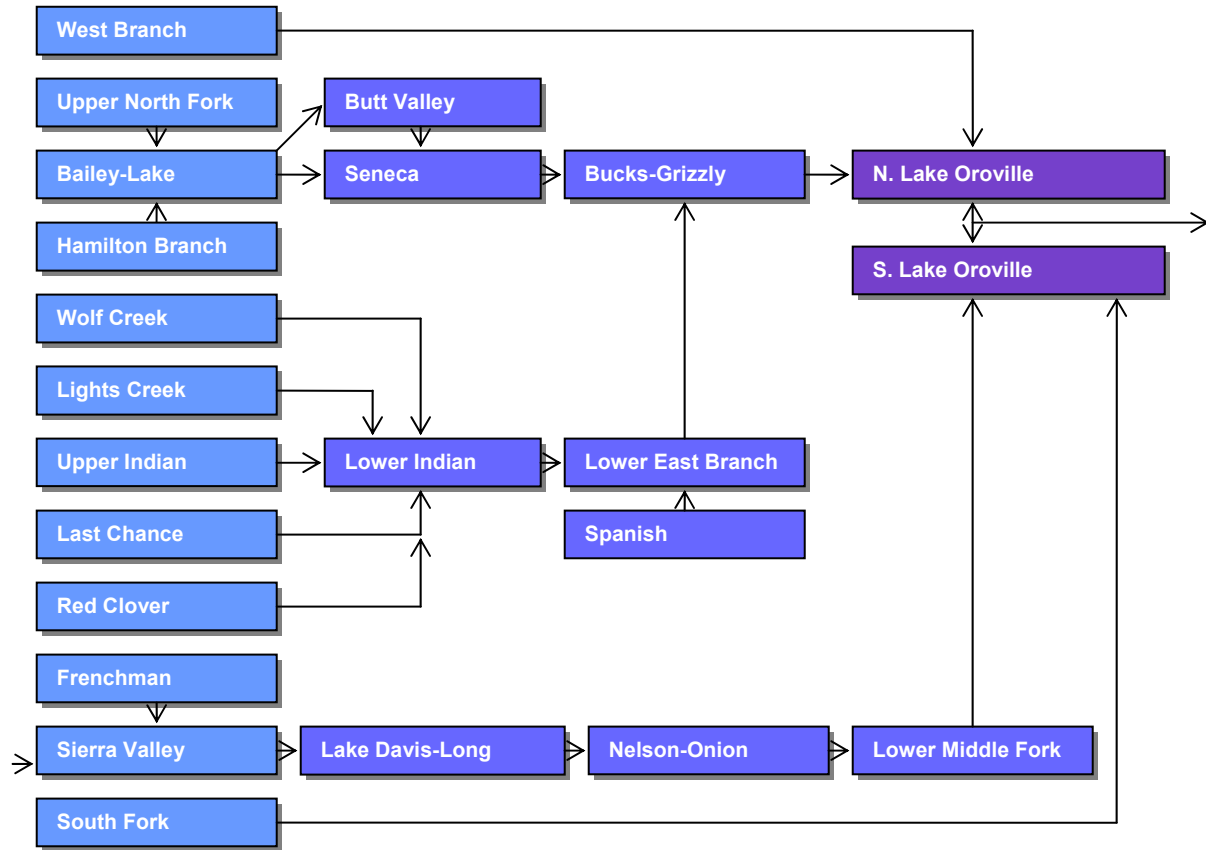 West Branch
Upper North Fork
Butt Valley
Bailey-Lake
Seneca
Bucks-Grizzly
N. Lake Oroville
Hamilton Branch
S. Lake Oroville
Wolf Creek
Lights Creek
Upper Indian
Lower Indian
Lower East Branch
Last Chance
Spanish
Red Clover
Frenchman
Sierra Valley
Lake Davis-Long
Nelson-Onion
Lower Middle Fork
South Fork